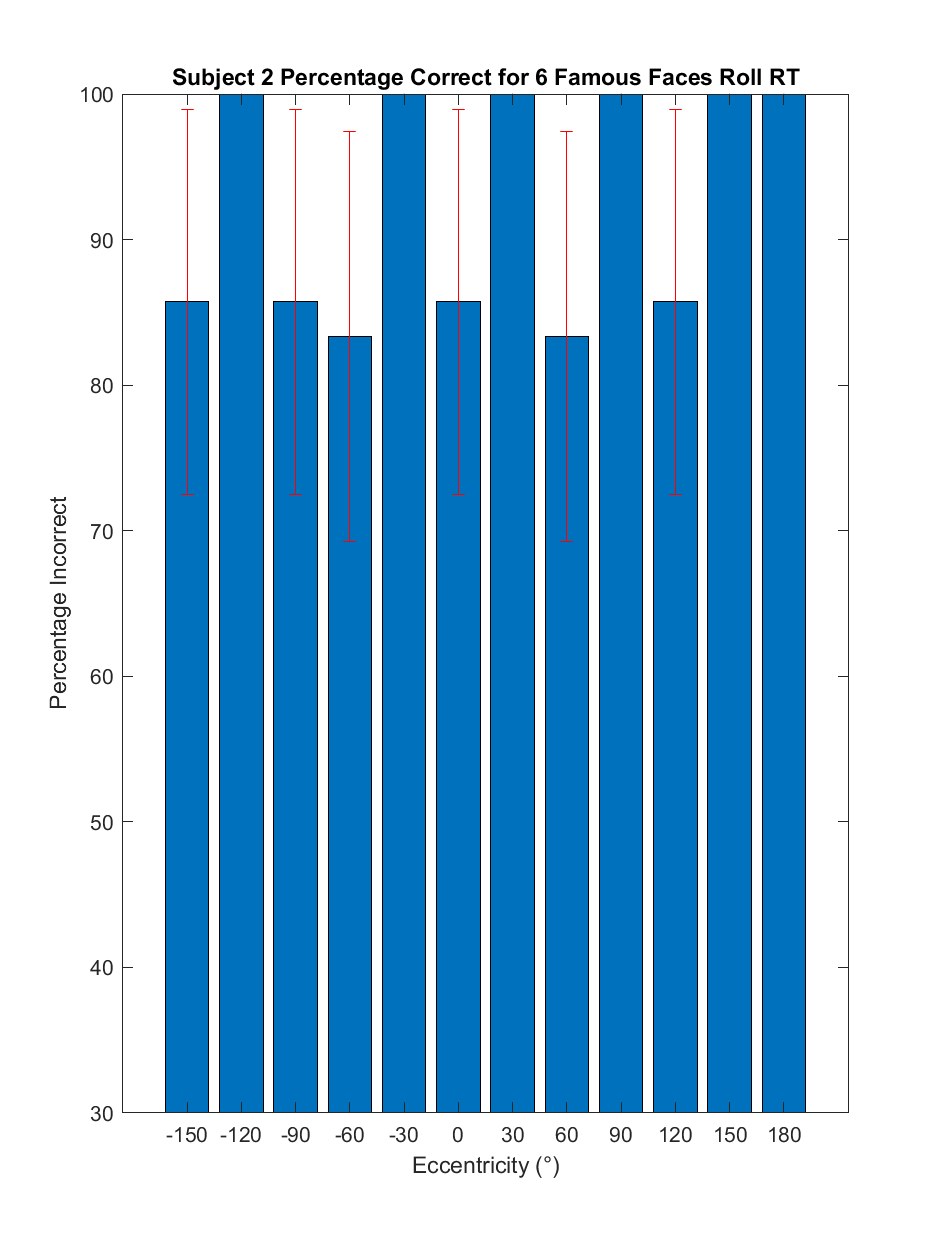 Subject 2 Percentage Correct for 6 Famous Faces Roll RT
100
90
80
70
60
50
40
30
Percentage Incorrect
-150 -120 -90 -60 -30 0 30 60 90 120 150 180
Eccentricity (°)